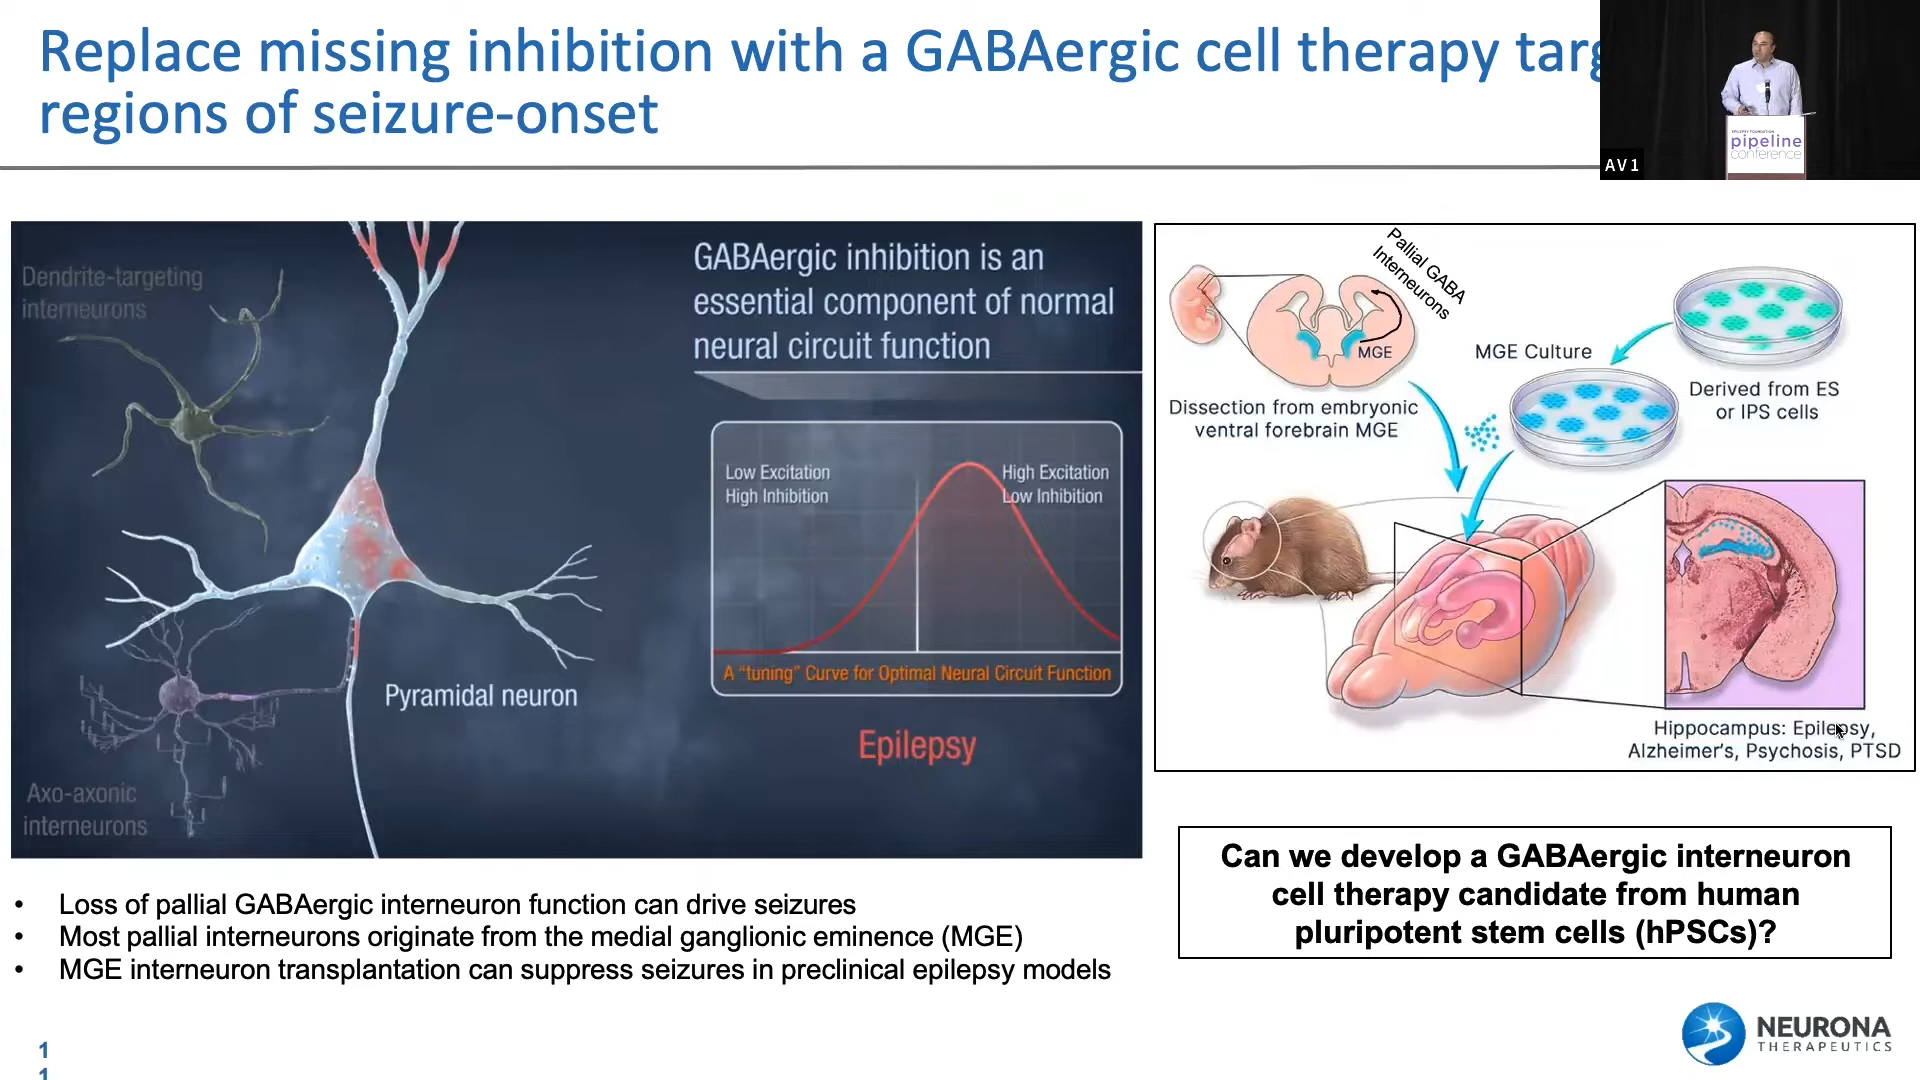 Replace missing inhibition with a GABAergic cell therapy
regions of seizure-onset
EPILEPSY FOUNDATION
pipeline
conference
AV1
Dendrite-targeting
interneurons
GABAergic inhibition is an
essential component of normal
neural circuit function
Low Excitation
High Inhibition
High Excitation
Low Inhibition
A “tuning” Curve for Optimal Neural Circuit Function
Epilepsy
Pyramidal neuron
Axo-axonic
interneurons
Pallial GABA
Interneurons
MGE
Dissection from embryonic
ventral forebrain MGE
MGE Culture
Derived from ES
or IPS cells
Hippocampus: Epilepsy,
Alzheimer’s, Psychosis, PTSD
• Loss of pallial GABAergic interneuron function can drive seizures
• Most pallial interneurons originate from the medial ganglionic eminence (MGE)
• MGE interneuron transplantation can suppress seizures in preclinical epilepsy models
Can we develop a GABAergic interneuron
cell therapy candidate from human
pluripotent stem cells (hPSCs)?
NEURONA
THERAPEUTICS
1
1